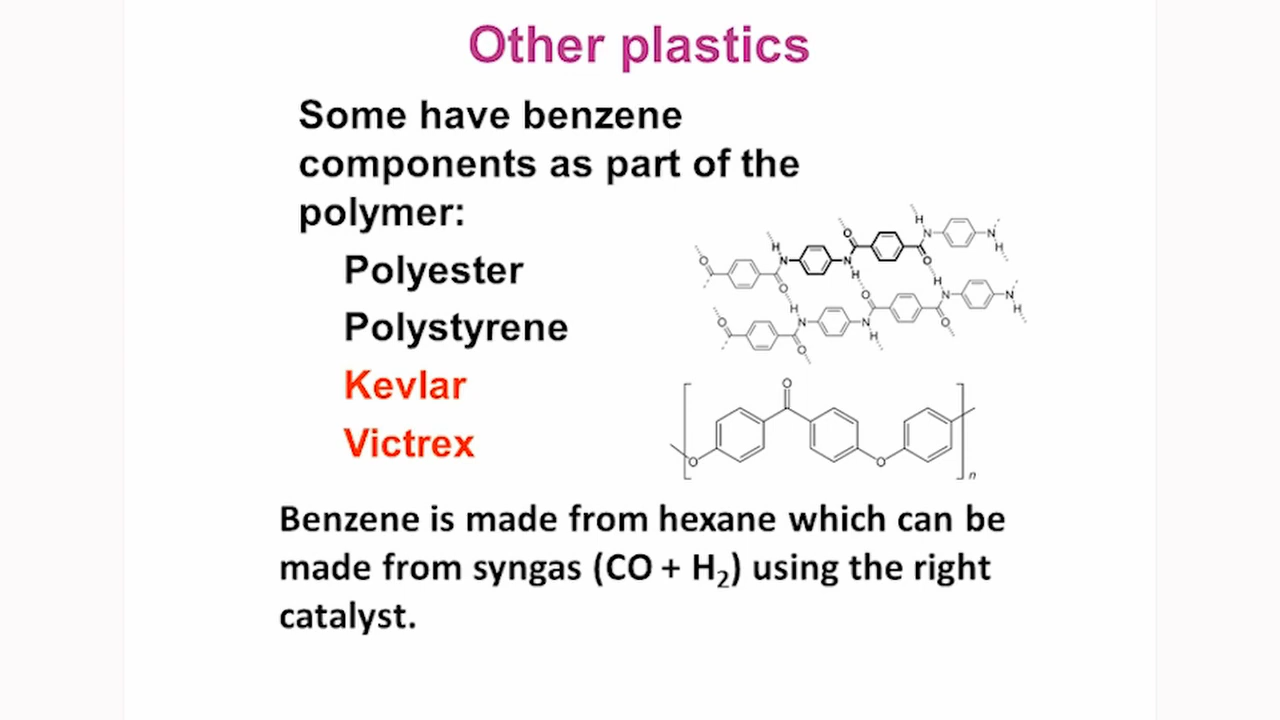 Other plastics
Some have benzene
components as part of the
polymer:
Polyester
Polystyrene
Kevlar
Victrex
O H N H O N H O N H O N H
O H N H O N H O N H O N H
O
O O n
Benzene is made from hexane which can be
made from syngas (CO + H₂) using the right
catalyst.